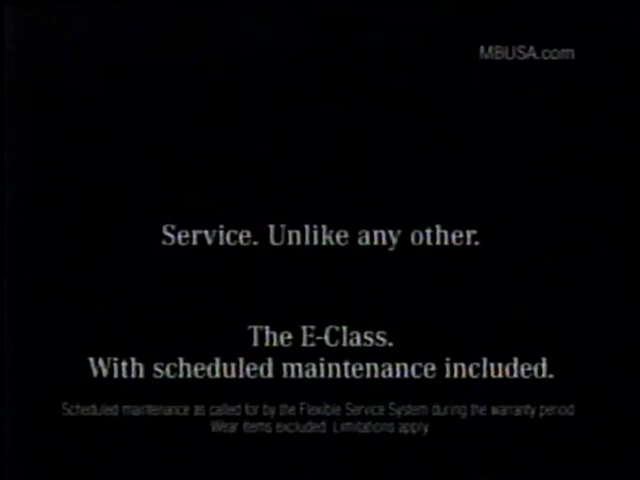 MBUSA.com
Service. Unlike any other.
The E-Class.
With scheduled maintenance included.
Scheduled maintenance as called for by the Flexible Service System during the warranty period
Wear items excluded. Limitations apply.